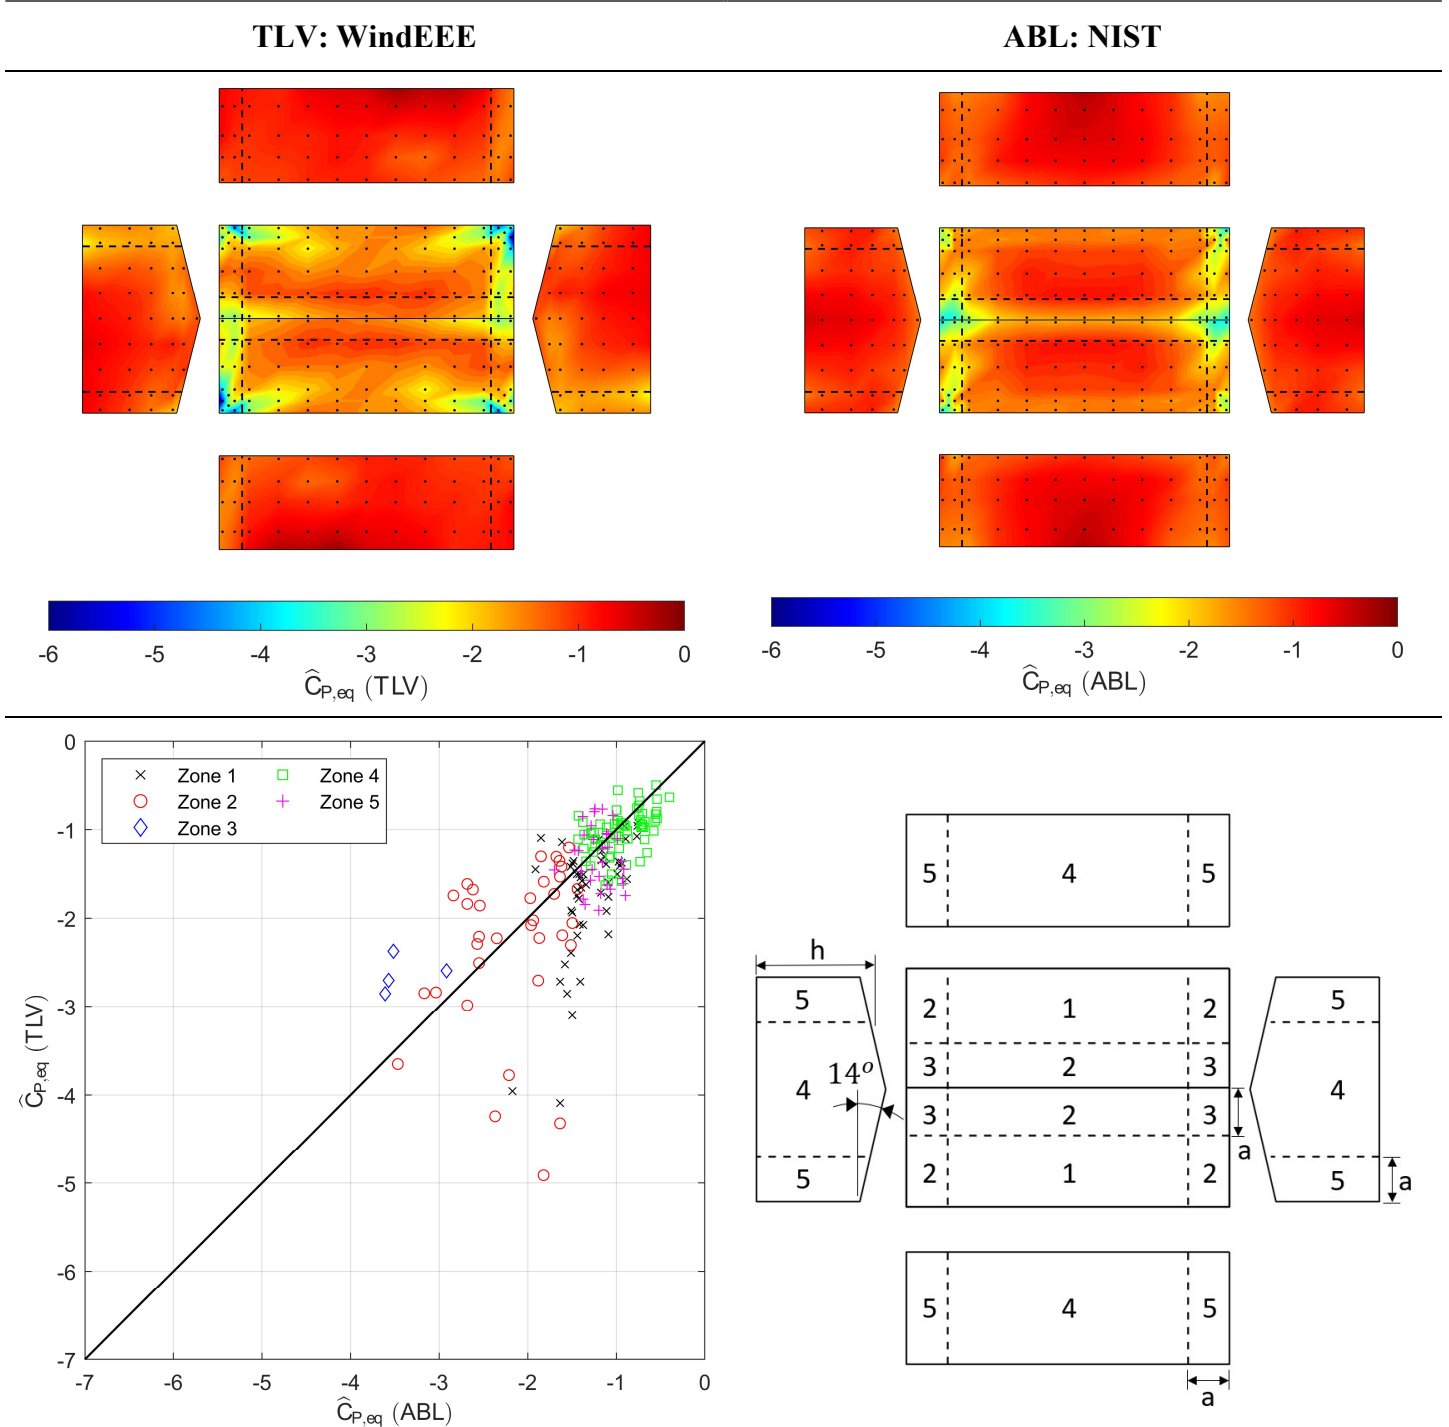 TLV: WindEEE
ABL: NIST
-6 -5 -4 -3 -2 -1 0
ĈP,eq (TLV)
-6 -5 -4 -3 -2 -1 0
ĈP,eq (ABL)
0
-1
-2
-3
-4
-5
-6
-7
ĈP,eq (TLV)
Zone 1
Zone 2
Zone 3
Zone 4
Zone 5
-7 -6 -5 -4 -3 -2 -1 0
ĈP,eq (ABL)
5 4 5
h
5
4
5
14°
2 1 2
3 2 3
3 2 3
2 1 2
a
5
4
5
a
5 4 5
a